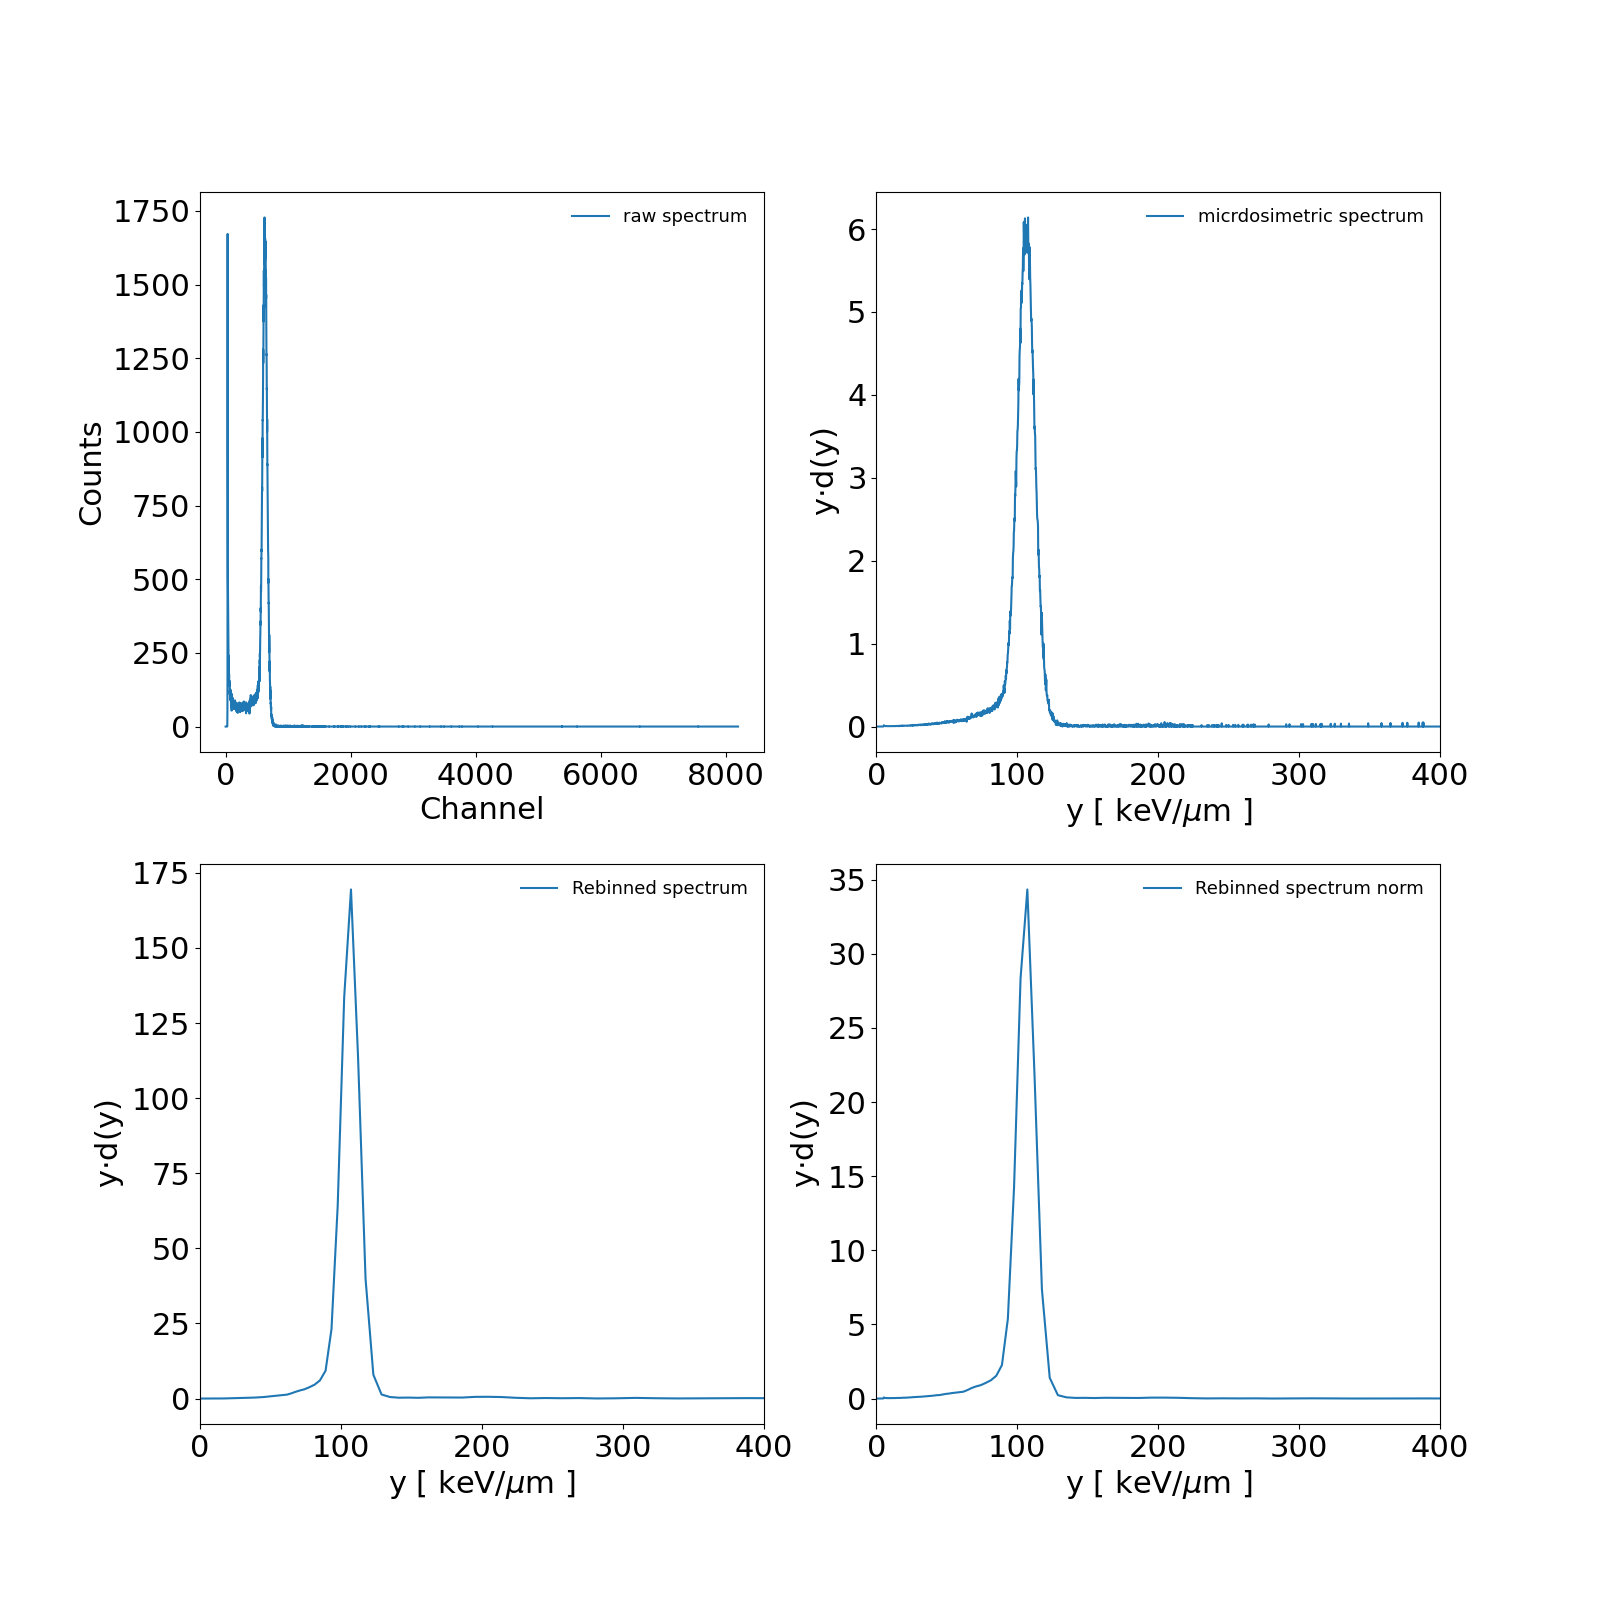 raw spectrum
1750
1500
1250
1000
750
500
250
0
Counts
0 2000 4000 6000 8000
Channel
micrdosimetric spectrum
6
5
4
3
2
1
0
y·d(y)
0 100 200 300 400
y [ keV/μm ]
Rebinned spectrum
175
150
125
100
75
50
25
0
y·d(y)
0 100 200 300 400
y [ keV/μm ]
Rebinned spectrum norm
35
30
25
20
15
10
5
0
y·d(y)
0 100 200 300 400
y [ keV/μm ]